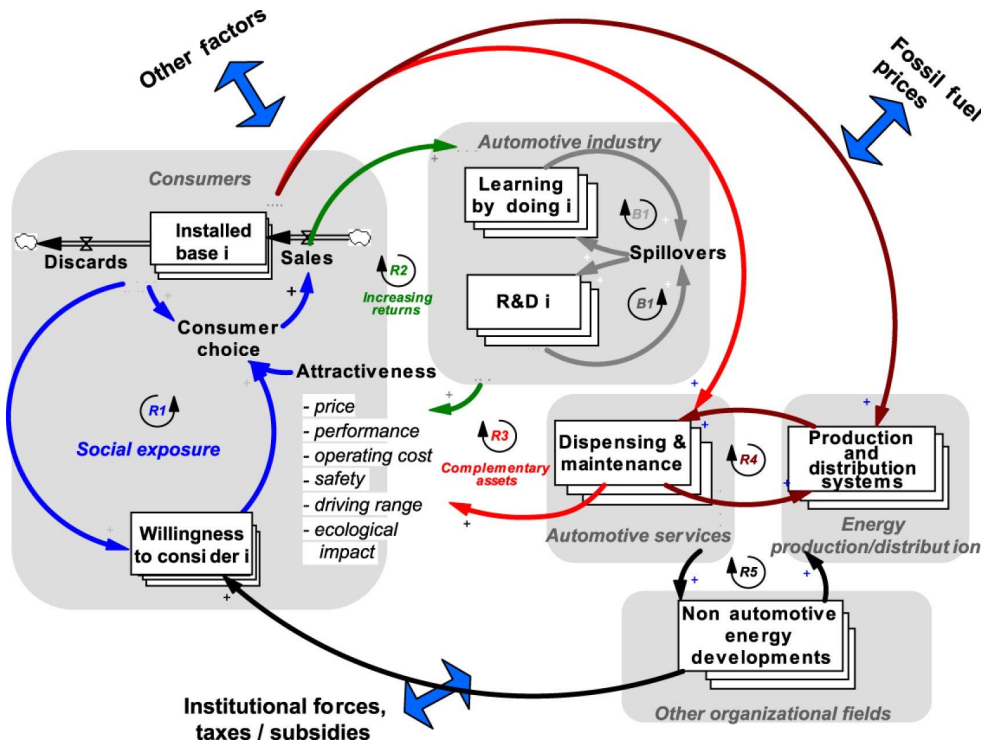 Other factors
Fossil fuel
prices
Consumers
Installed
base i
Discards
Sales
Consumer
choice
Attractiveness
- price
- performance
- operating cost
- safety
- driving range
- ecological
impact
R1
Social exposure
Willingness
to consider i
R2
Increasing
returns
Automotive industry
Learning
by doing i
B1
Spillovers
R&D i
B1
R3
Complementary
assets
Dispensing &
maintenance
Automotive services
R4
Production
and
distribution
systems
Energy
production/distribution
R5
Non automotive
energy
developments
Other organizational fields
Institutional forces,
taxes / subsidies